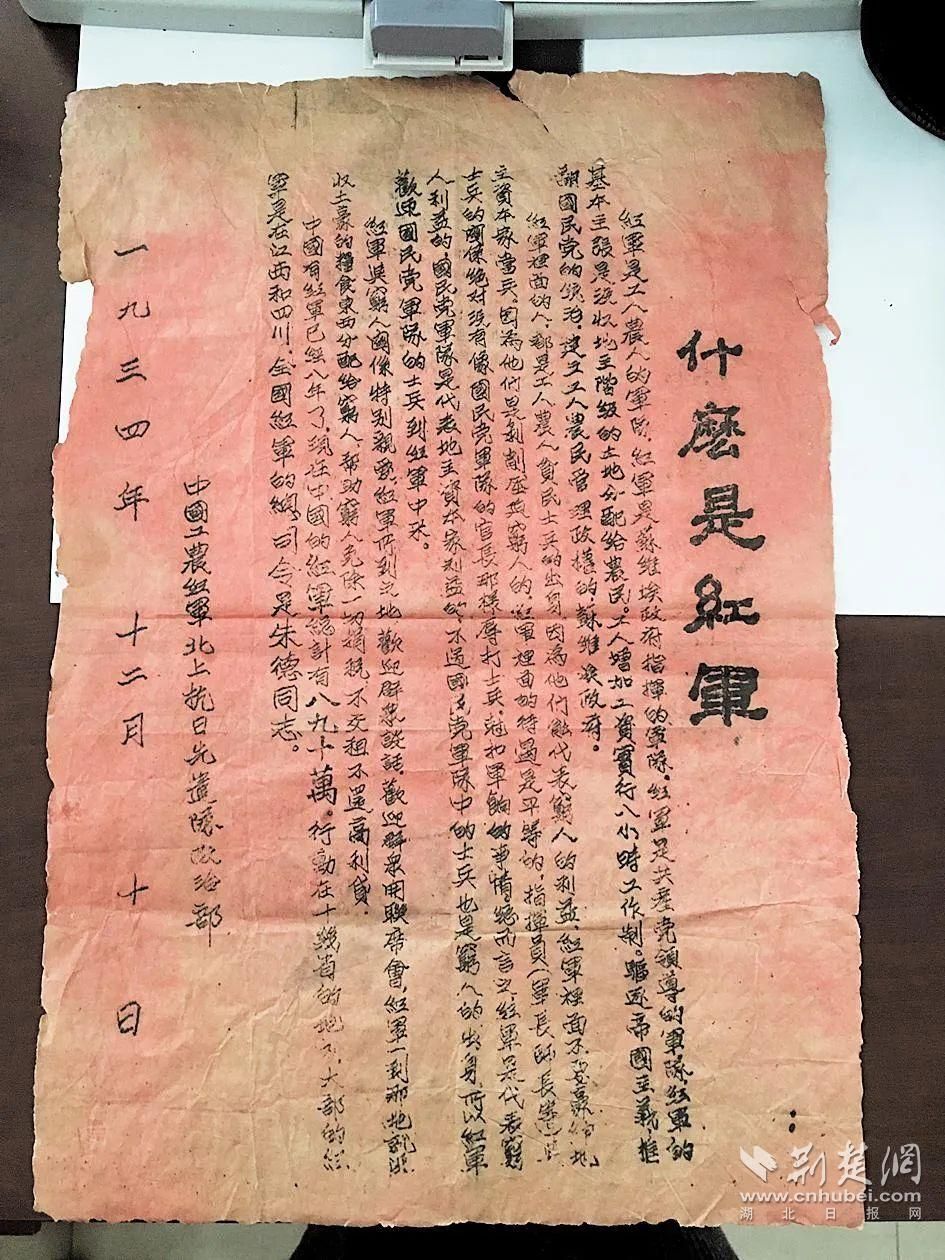 什麽是紅軍
紅軍是工人農人的軍隊，紅軍是蘇維埃政府指揮的軍隊，紅軍是共產党領導的軍隊，紅軍的
基本主張是没收地主階級的土地分配給農民。工人增加工資實行八小時工作制。驅逐帝國主義推
翻國民党的統治，建立工人農民管理政權的蘇維埃政府。
紅軍裡面的人，都是工人農人貧民士兵的出身，因為他們能代表窮人的利益，紅軍裡面不要豪紳地
主資本家當兵，因為他們是剝削壓迫窮人的，紅軍裡面的待遇是平等的，指揮員（軍長師長
士兵的関係絕对没有像國民党軍隊的官長那樣辱打士兵，尅扣軍餉的事情，總而言之，紅軍是代表窮
人利益的，國民党軍隊是代表地主資本家利益的，不過國民党軍隊中的士兵也是窮人的出身，所以紅軍
歡迎國民党軍隊的士兵到紅軍中來。
紅軍與窮人関係特别親密，紅軍所到之地歡迎群衆談話，歡迎群衆開聯席會，紅軍一到那地就没
收土豪的糧食東西分配給窮人，帮助窮人免除一切捐税不交租不還高利貸。
中國有紅軍已經八年了，現在中國的紅軍總計有八九十萬。行動在十幾省的地方，大部的紅
軍是在江西和四川，全國紅軍的總司令是朱德同志。
中國工農紅軍北上抗日先遣隊政治部
一九三四年十二月十日
荆楚網
www.cnhubei.com
湖北日报网